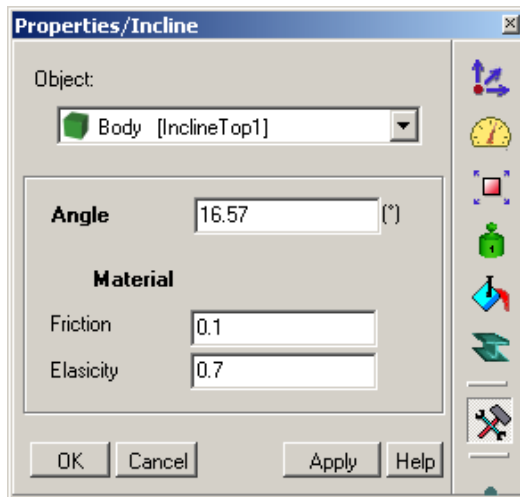 Properties/Incline
Object:
Body [InclineTop1]
Angle 16.57 (°)
Material
Friction 0.1
Elasicity 0.7
OK Cancel Apply Help
1